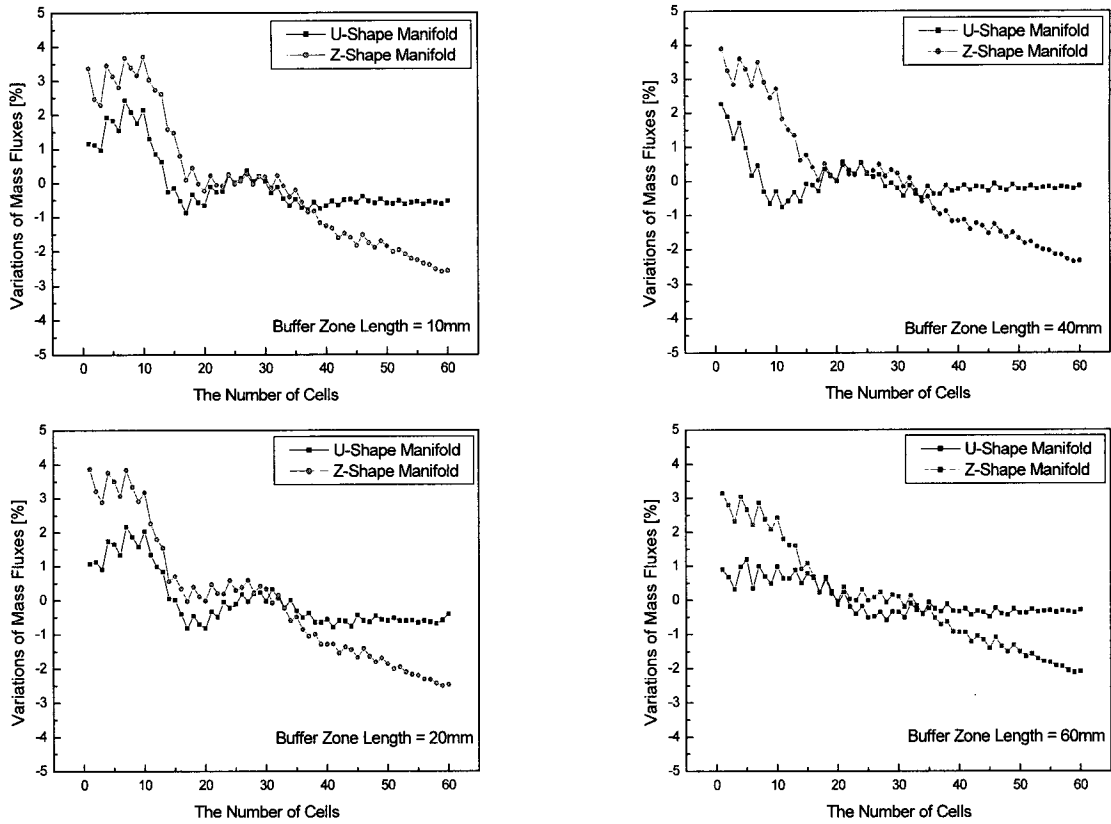 U-Shape Manifold
Z-Shape Manifold
Variations of Mass Fluxes [%]
5
4
3
2
1
0
-1
-2
-3
-4
-5
Buffer Zone Length = 10mm
0 10 20 30 40 50 60
The Number of Cells
U-Shape Manifold
Z-Shape Manifold
Variations of Mass Fluxes [%]
5
4
3
2
1
0
-1
-2
-3
-4
-5
Buffer Zone Length = 40mm
0 10 20 30 40 50 60
The Number of Cells
U-Shape Manifold
Z-Shape Manifold
Variations of Mass Fluxes [%]
5
4
3
2
1
0
-1
-2
-3
-4
-5
Buffer Zone Length = 20mm
0 10 20 30 40 50 60
The Number of Cells
U-Shape Manifold
Z-Shape Manifold
Variations of Mass Fluxes [%]
5
4
3
2
1
0
-1
-2
-3
-4
-5
Buffer Zone Length = 60mm
0 10 20 30 40 50 60
The Number of Cells